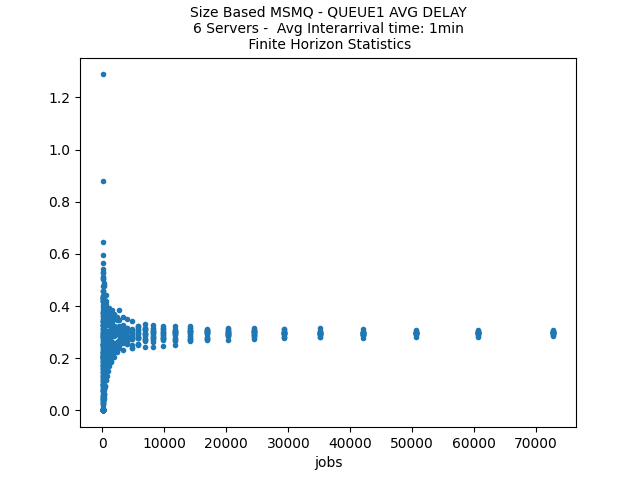 Size Based MSMQ - QUEUE1 AVG DELAY
6 Servers -  Avg Interarrival time: 1min
Finite Horizon Statistics
1.2
1.0
0.8
0.6
0.4
0.2
0.0
0 10000 20000 30000 40000 50000 60000 70000
jobs